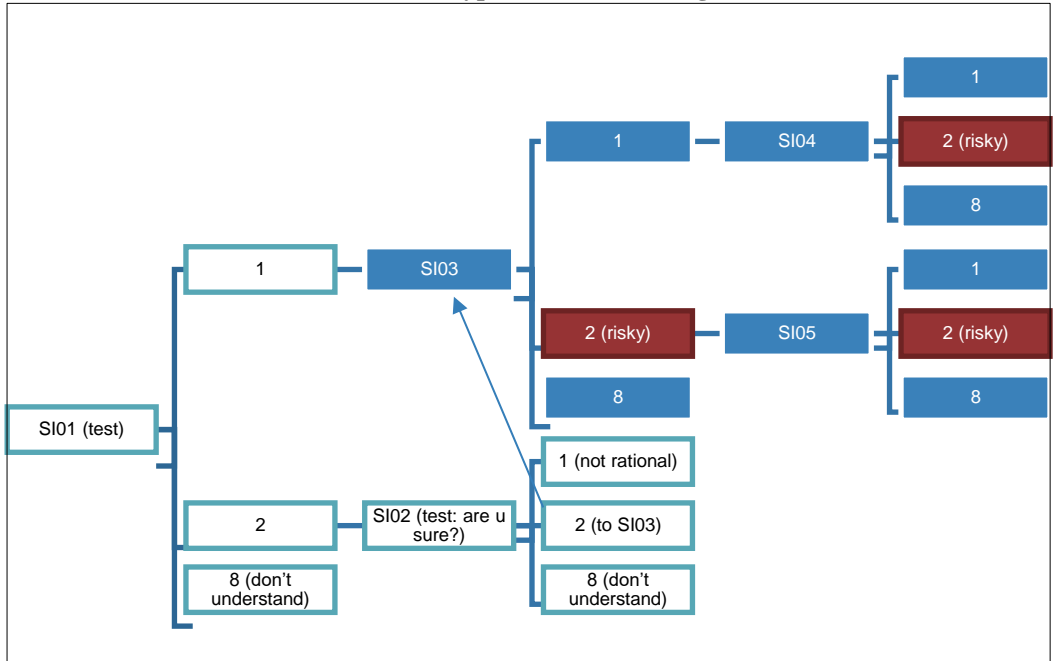 1
SI04
1
2 (risky)
8
1
SI03
1
2 (risky)
SI05
2 (risky)
8
8
SI01 (test)
1 (not rational)
2
SI02 (test: are u
sure?)
2 (to SI03)
8 (don't
understand)
8 (don't
understand)